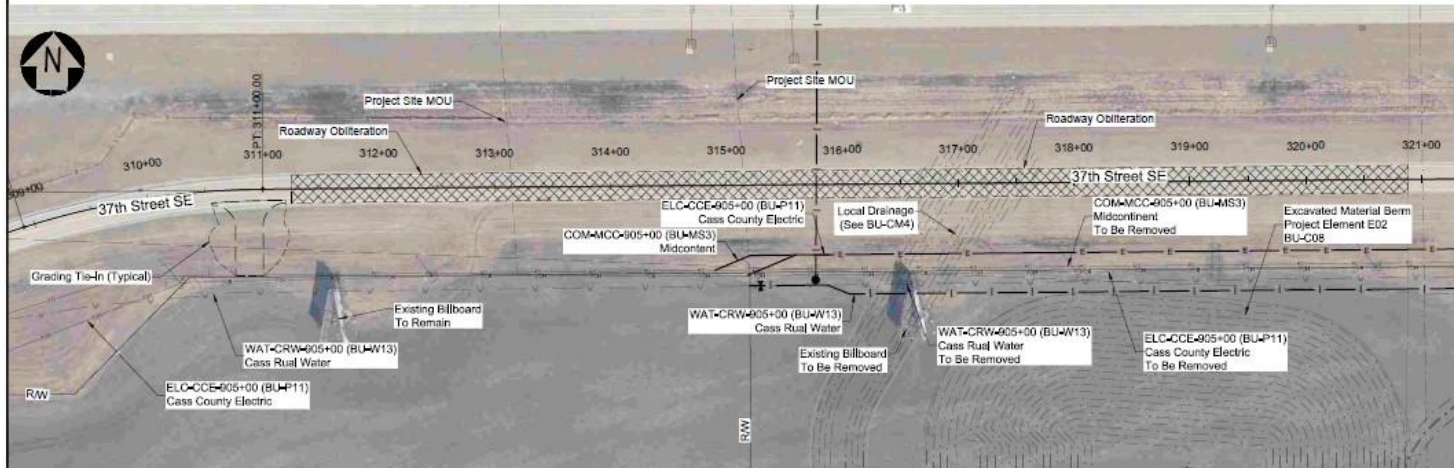 N
Project Site MOU
Project Site MOU
Roadway Obliteration
Roadway Obliteration
PT: 311+00.00
309+00
310+00
311+00
312+00
313+00
314+00
315+00
316+00
317+00
318+00
319+00
320+00
321+00
37th Street SE
37th Street SE
ELC-CCE-905+00 (BU-P11)
Cass County Electric
COM-MCC-905+00 (BU-MS3)
Midcontent
Local Drainage
(See BU-CM4)
COM-MCC-905+00 (BU-MS3)
Midcontinent
To Be Removed
Excavated Material Berm
Project Element E02
BU-C08
Grading Tie-In (Typical)
Existing Billboard
To Remain
WAT-CRW-905+00 (BU-W13)
Cass Rual Water
ELC-CCE-905+00 (BU-P11)
Cass County Electric
R/W
WAT-CRW-905+00 (BU-W13)
Cass Rual Water
Existing Billboard
To Be Removed
WAT-CRW-905+00 (BU-W13)
Cass Rual Water
To Be Removed
ELC-CCE-905+00 (BU-P11)
Cass County Electric
To Be Removed
R/W